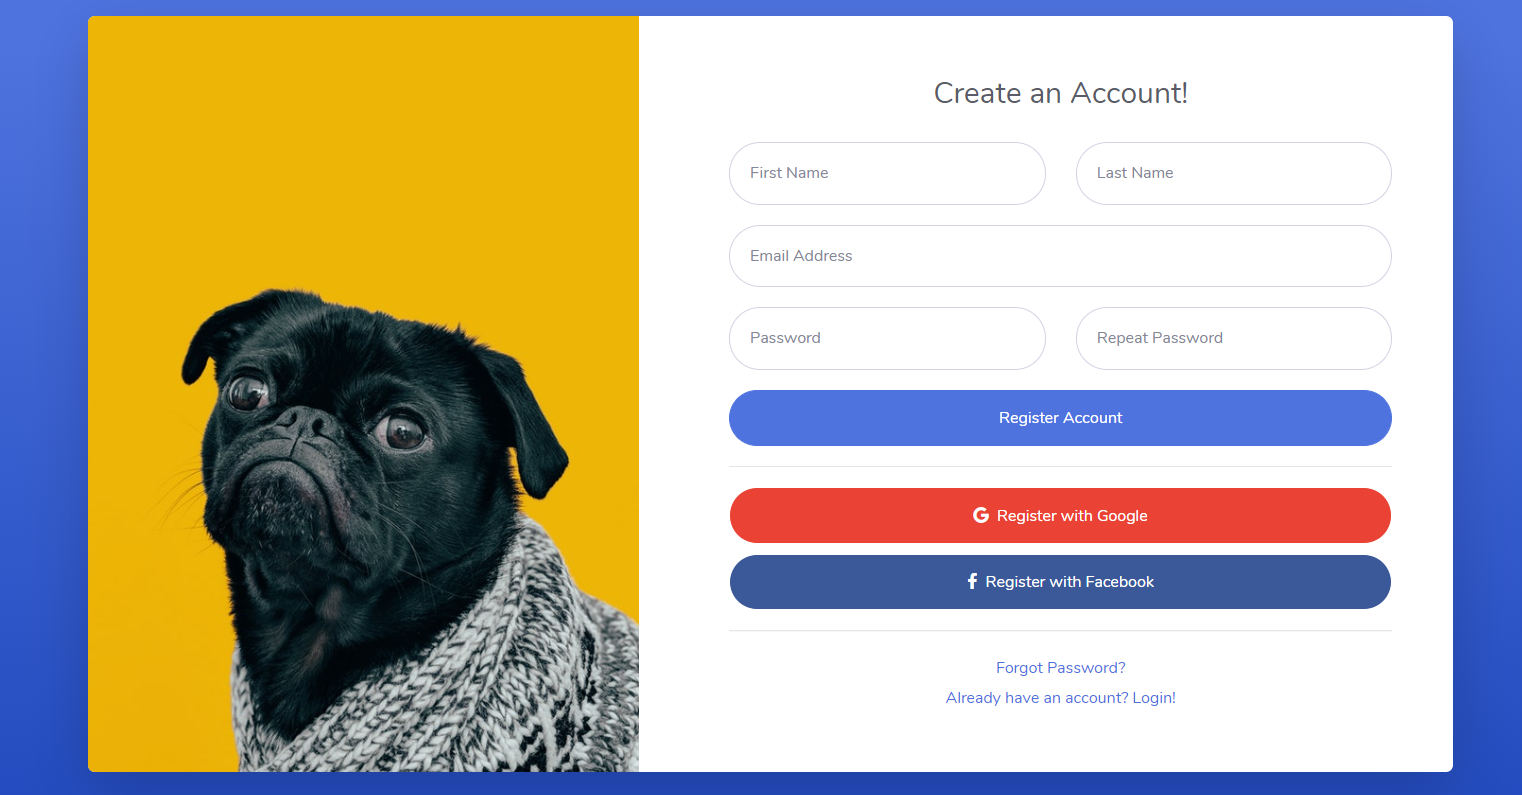 Create an Account!
First Name
Last Name
Email Address
Password
Repeat Password
Register Account
Register with Google
Register with Facebook
Forgot Password?
Already have an account? Login!